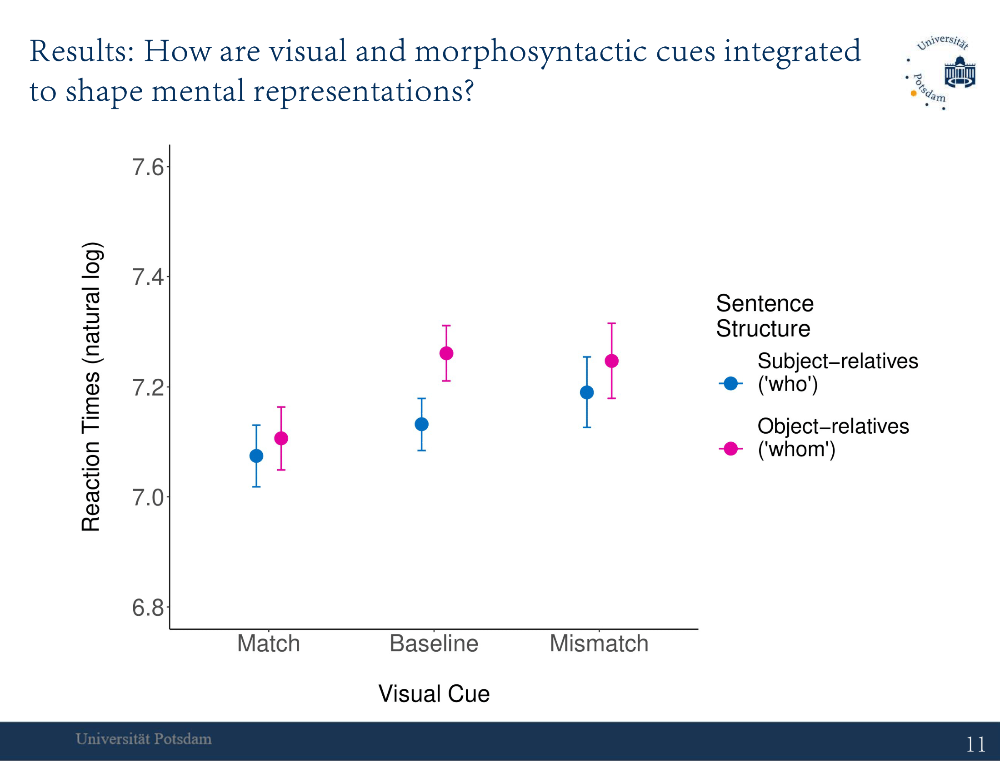 Results: How are visual and morphosyntactic cues integrated
to shape mental representations?
Universität
Potsdam
7.6
7.4
7.2
7.0
6.8
Reaction Times (natural log)
Match
Baseline
Mismatch
Visual Cue
Sentence
Structure
Subject–relatives
('who')
Object–relatives
('whom')
Universität Potsdam
11